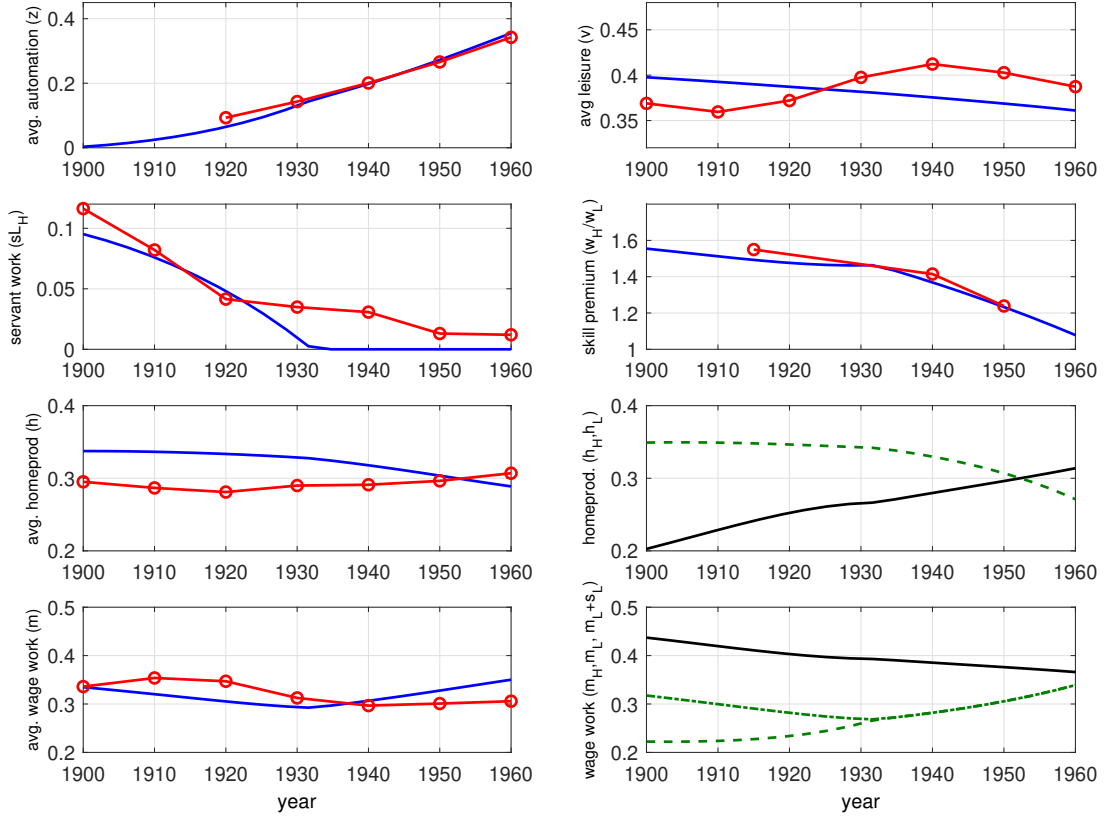 avg. automation (z)
0.4
0.2
0
1900 1910 1920 1930 1940 1950 1960
avg leisure (v)
0.45
0.4
0.35
1900 1910 1920 1930 1940 1950 1960
servant work (sL_H)
0.1
0.05
0
1900 1910 1920 1930 1940 1950 1960
skill premium (w_H/w_L)
1.6
1.4
1.2
1
1900 1910 1920 1930 1940 1950 1960
avg. homeprod (h)
0.4
0.3
0.2
1900 1910 1920 1930 1940 1950 1960
homeprod. (h_H,h_L)
0.4
0.3
0.2
1900 1910 1920 1930 1940 1950 1960
avg. wage work (m)
0.5
0.4
0.3
0.2
1900 1910 1920 1930 1940 1950 1960
year
wage work (m_H,m_L, m_L+s_L)
0.5
0.4
0.3
0.2
1900 1910 1920 1930 1940 1950 1960
year